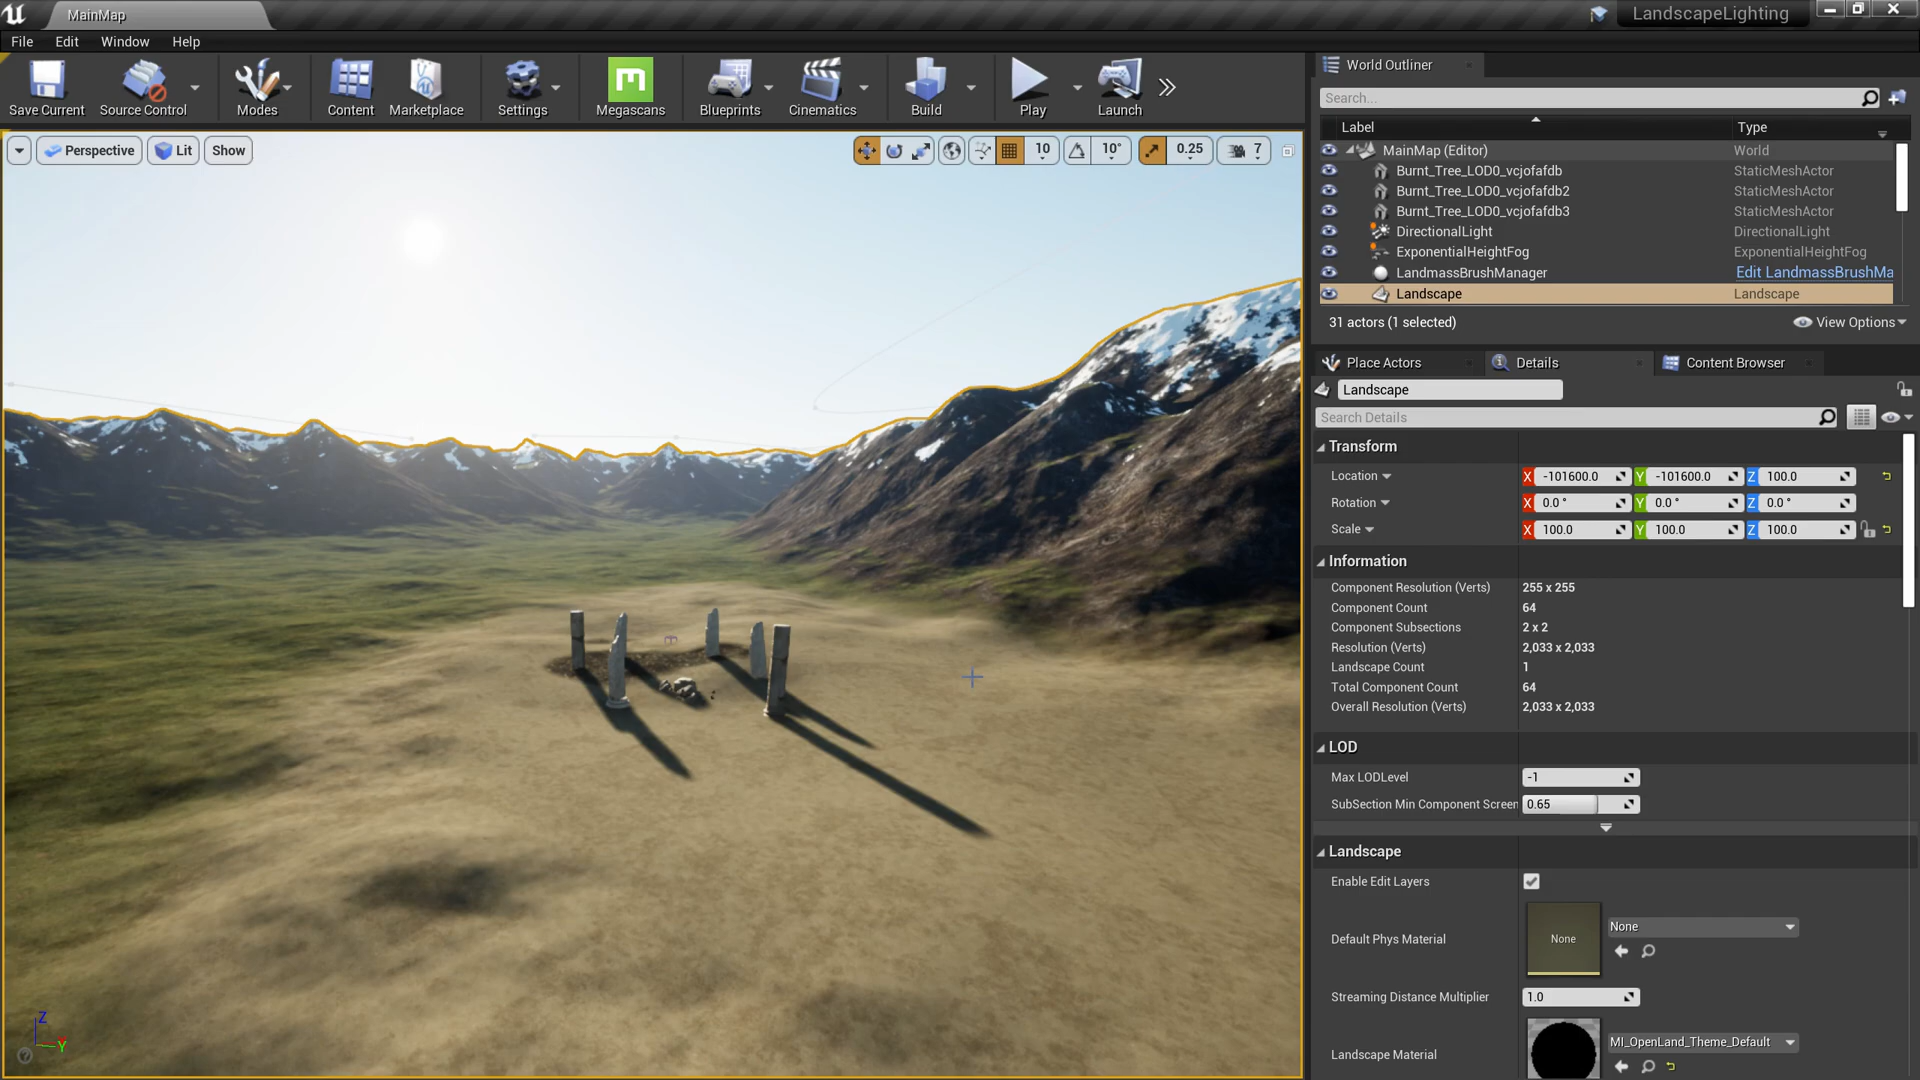 MainMap
LandscapeLighting
File Edit Window Help
Save Current Source Control Modes Content Marketplace Settings Megascans Blueprints Cinematics Build Play Launch
Perspective Lit Show
10 10° 0.25 7
World Outliner
Search...
Label Type
MainMap (Editor) World
Burnt_Tree_LOD0_vcjofafdb StaticMeshActor
Burnt_Tree_LOD0_vcjofafdb2 StaticMeshActor
Burnt_Tree_LOD0_vcjofafdb3 StaticMeshActor
DirectionalLight DirectionalLight
ExponentialHeightFog ExponentialHeightFog
LandmassBrushManager Edit LandmassBrushMa
Landscape Landscape
31 actors (1 selected) View Options
Place Actors Details Content Browser
Landscape
Search Details
Transform
Location X -101600.0 Y -101600.0 Z 100.0
Rotation X 0.0 ° Y 0.0 ° Z 0.0 °
Scale X 100.0 Y 100.0 Z 100.0
Information
Component Resolution (Verts) 255 x 255
Component Count 64
Component Subsections 2 x 2
Resolution (Verts) 2,033 x 2,033
Landscape Count 1
Total Component Count 64
Overall Resolution (Verts) 2,033 x 2,033
LOD
Max LODLevel -1
SubSection Min Component Screen 0.65
Landscape
Enable Edit Layers
Default Phys Material None None
Streaming Distance Multiplier 1.0
Landscape Material MI_OpenLand_Theme_Default
Z
Y